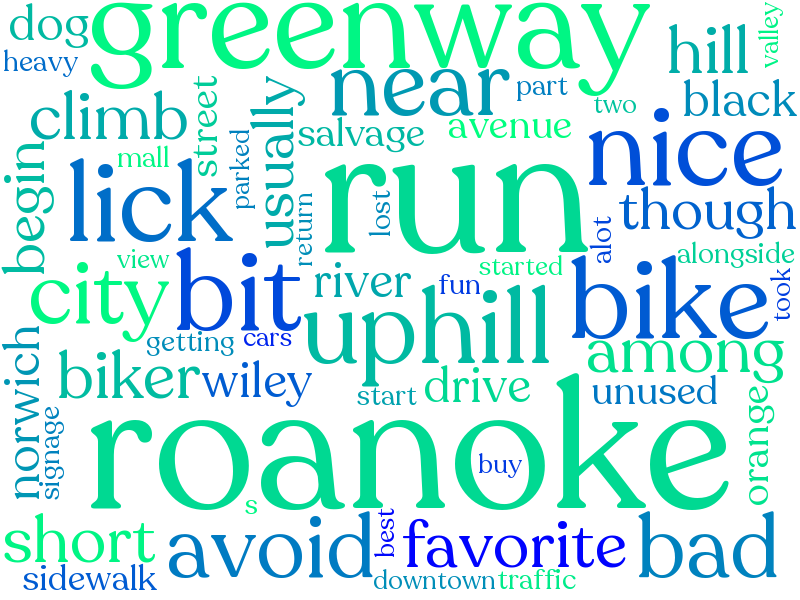 dog
greenway
hill
valley
heavy
near
part
two
black
climb
street
usually
salvage
avenue
nice
begin
mall
parked
lick
run
lost
though
return
alot
view
city
bit
river
started
fun
alongside
bike
took
getting
cars
uphill
among
norwich
biker
wiley
start
drive
unused
signage
orange
roanoke
buy
s
short
avoid
best
favorite
bad
sidewalk
downtown
traffic